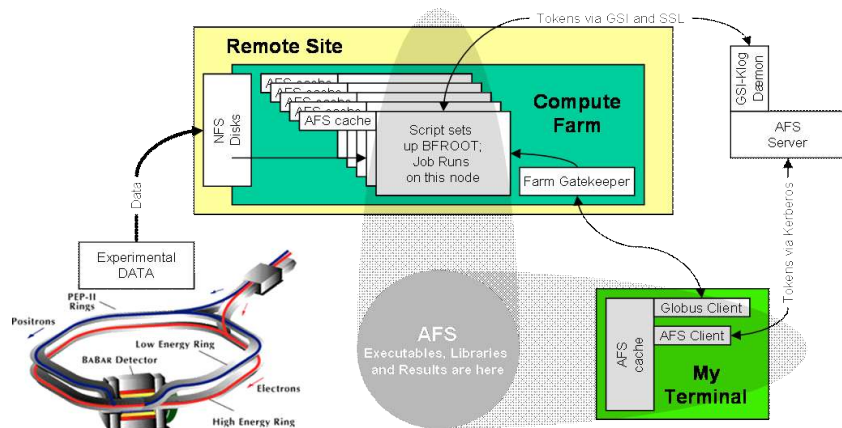 Tokens via GSI and SSL
Remote Site
GSI-Klog
Dæmon
NFS
Disks
AFS cache
AFS cache
AFS cache
AFS cache
AFS cache
Compute
Farm
Script sets
up BFROOT;
Job Runs
on this node
Farm Gatekeeper
AFS
Server
Data
Experimental
DATA
Tokens via Kerberos
PEP-II
Rings
Positrons
Low Energy Ring
BABAR Detector
Electrons
High Energy Ring
AFS
Executables, Libraries
and Results are here
Globus Client
AFS Client
AFS
cache
My
Terminal